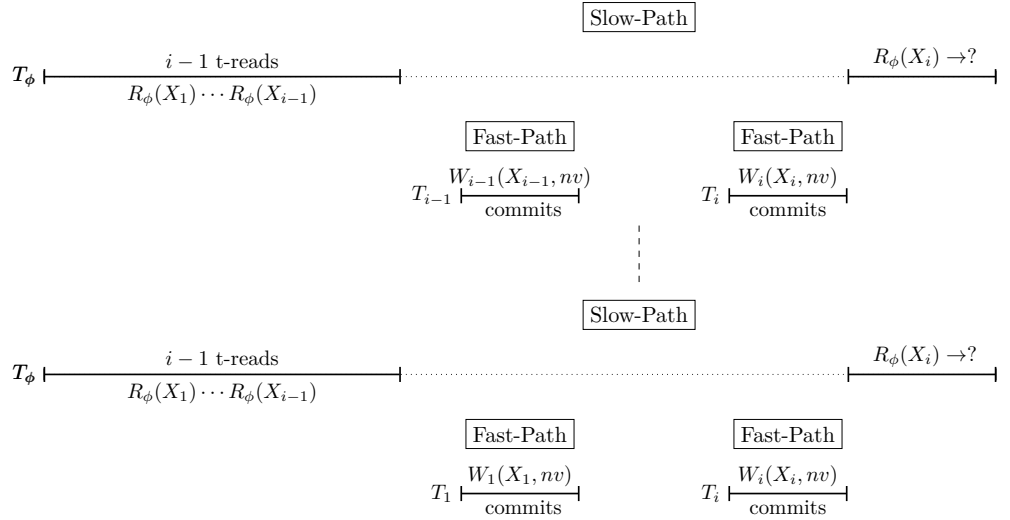 Slow-Path
i − 1 t-reads
R_ϕ(X_i) →?
T_ϕ
R_ϕ(X_1) ⋯ R_ϕ(X_{i−1})
Fast-Path Fast-Path
W_{i−1}(X_{i−1}, nv) W_i(X_i, nv)
T_{i−1} T_i
commits commits
Slow-Path
i − 1 t-reads
R_ϕ(X_i) →?
T_ϕ
R_ϕ(X_1) ⋯ R_ϕ(X_{i−1})
Fast-Path Fast-Path
W_1(X_1, nv) W_i(X_i, nv)
T_1 T_i
commits commits